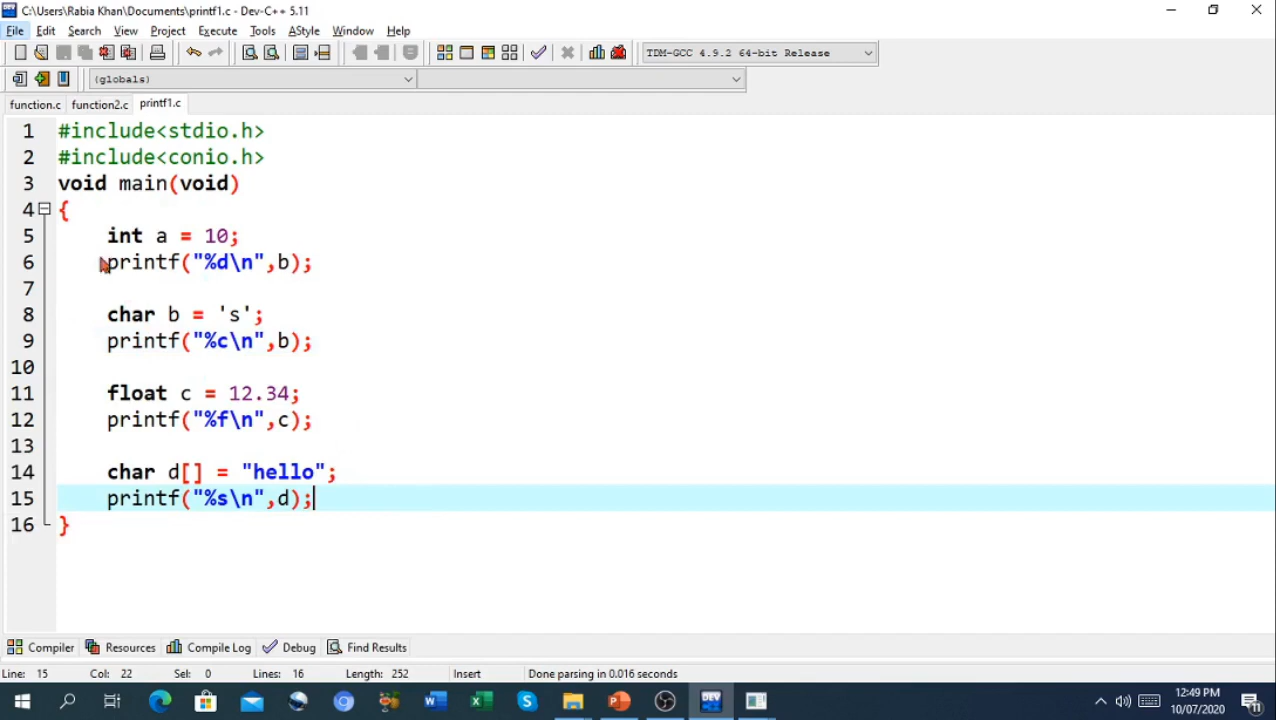 C:\Users\Rabia Khan\Documents\printf1.c - Dev-C++ 5.11
File Edit Search View Project Execute Tools AStyle Window Help
TDM-GCC 4.9.2 64-bit Release
(globals)
function.c function2.c printf1.c
1 #include<stdio.h>
2 #include<conio.h>
3 void main(void)
4 {
5 int a = 10;
6 printf("%d\n",b);
7
8 char b = 's';
9 printf("%c\n",b);
10
11 float c = 12.34;
12 printf("%f\n",c);
13
14 char d[] = "hello";
15 printf("%s\n",d);
16 }
Compiler Resources Compile Log Debug Find Results
Line: 15 Col: 22 Sel: 0 Lines: 16 Length: 252 Insert Done parsing in 0.016 seconds
12:49 PM
10/07/2020